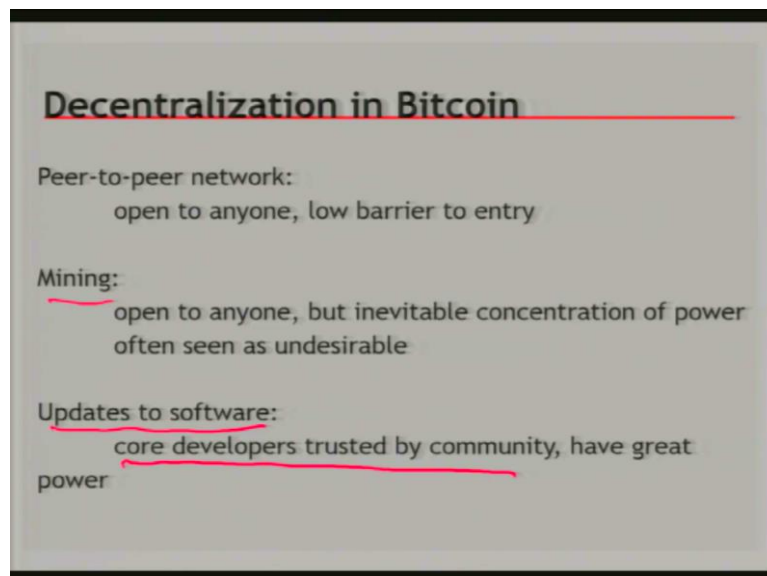 Decentralization in Bitcoin
Peer-to-peer network:
open to anyone, low barrier to entry
Mining:
open to anyone, but inevitable concentration of power
often seen as undesirable
Updates to software:
core developers trusted by community, have great
power